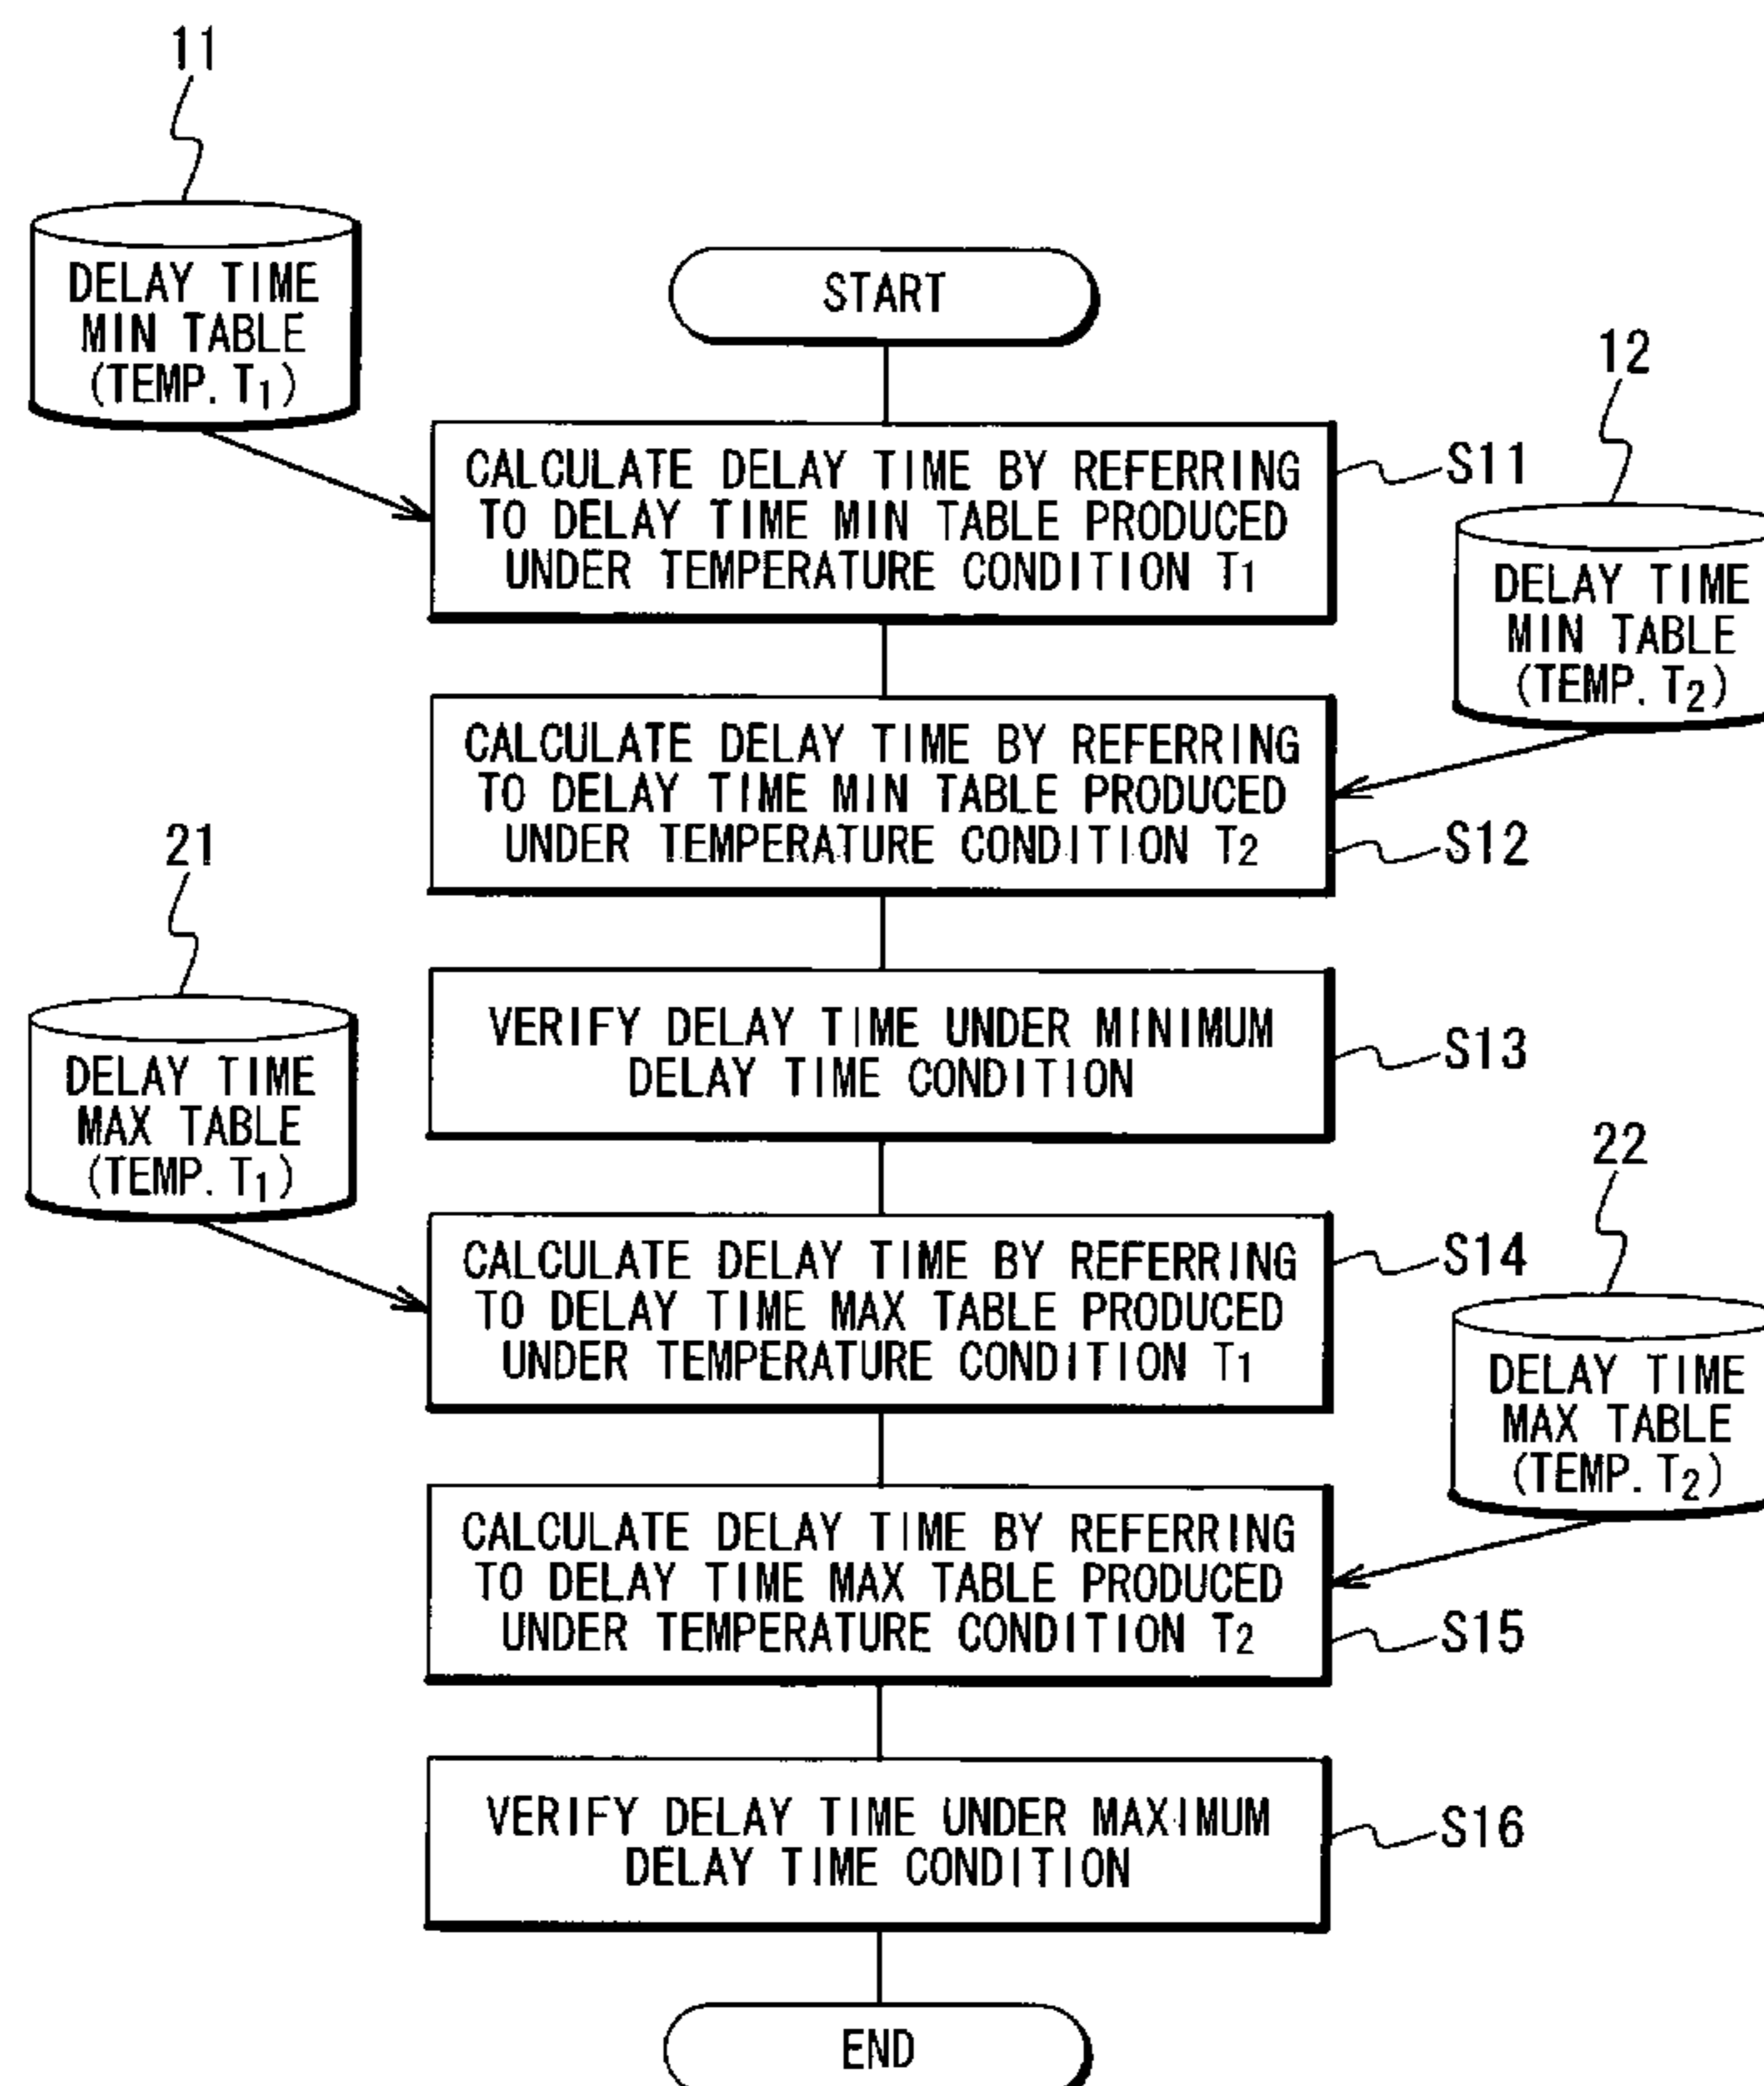 11
DELAY TIME
MIN TABLE
(TEMP. T1)
START
12
DELAY TIME
MIN TABLE
(TEMP. T2)
CALCULATE DELAY TIME BY REFERRING
TO DELAY TIME MIN TABLE PRODUCED
UNDER TEMPERATURE CONDITION T1
S11
CALCULATE DELAY TIME BY REFERRING
TO DELAY TIME MIN TABLE PRODUCED
UNDER TEMPERATURE CONDITION T2
S12
21
DELAY TIME
MAX TABLE
(TEMP. T1)
VERIFY DELAY TIME UNDER MINIMUM
DELAY TIME CONDITION
S13
22
DELAY TIME
MAX TABLE
(TEMP. T2)
CALCULATE DELAY TIME BY REFERRING
TO DELAY TIME MAX TABLE PRODUCED
UNDER TEMPERATURE CONDITION T1
S14
CALCULATE DELAY TIME BY REFERRING
TO DELAY TIME MAX TABLE PRODUCED
UNDER TEMPERATURE CONDITION T2
S15
VERIFY DELAY TIME UNDER MAXIMUM
DELAY TIME CONDITION
S16
END